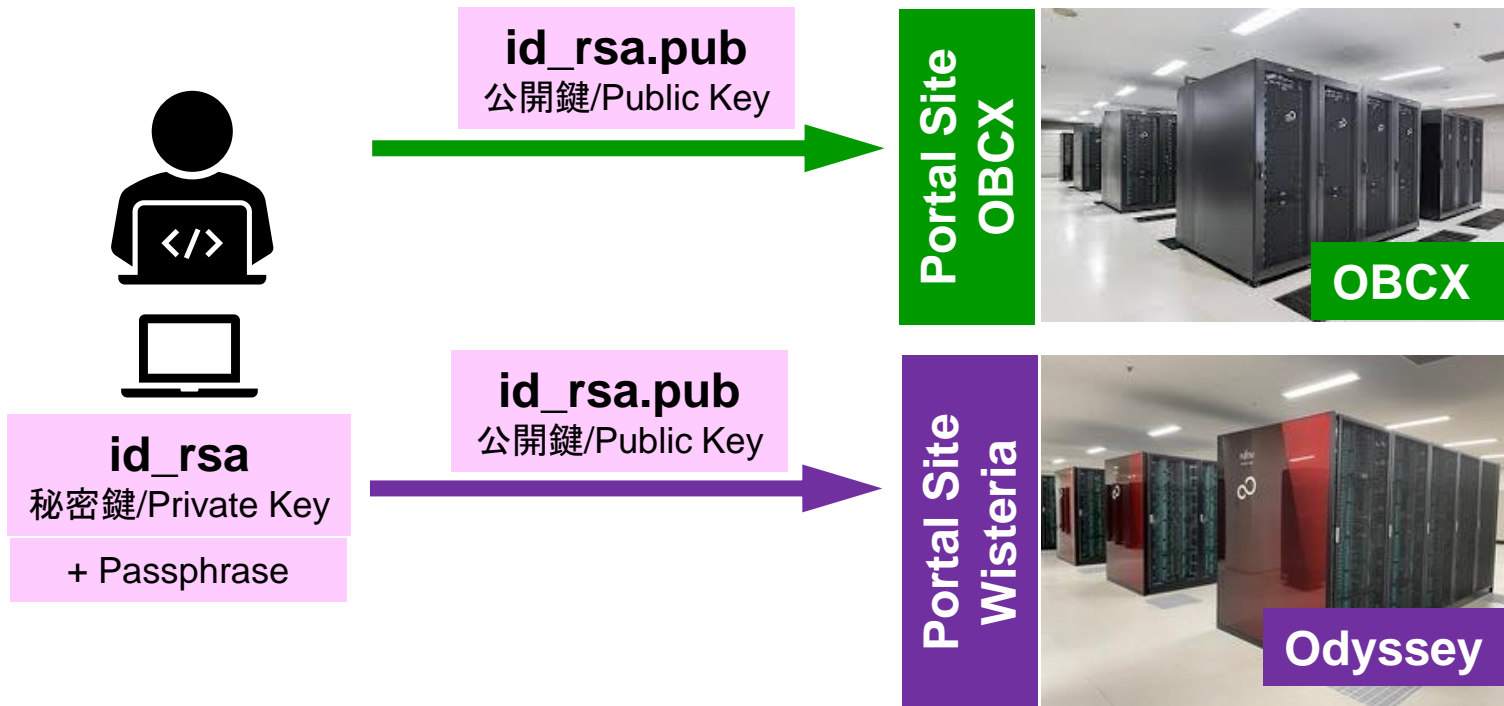 id_rsa.pub
公開鍵/Public Key
Portal Site
OBCX
OBCX
</>
id_rsa
秘密鍵/Private Key
+ Passphrase
id_rsa.pub
公開鍵/Public Key
Portal Site
Wisteria
Odyssey